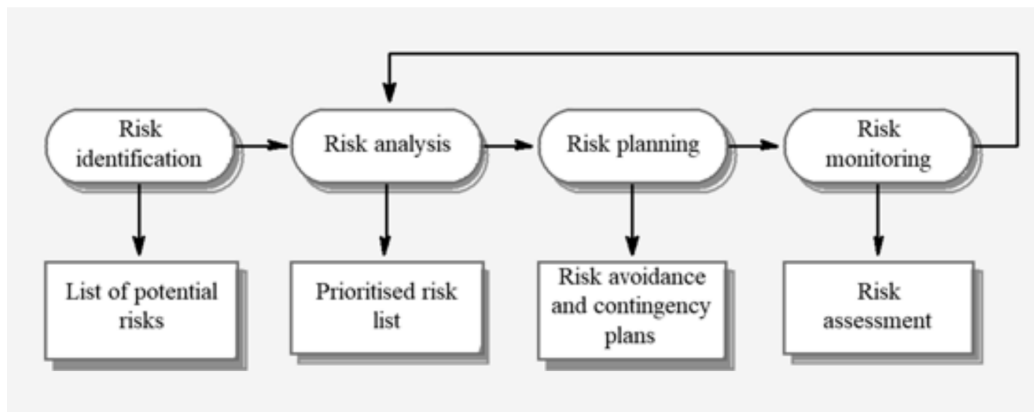 Risk
identification
Risk analysis
Risk planning
Risk
monitoring
List of potential
risks
Prioritised risk
list
Risk avoidance
and contingency
plans
Risk
assessment